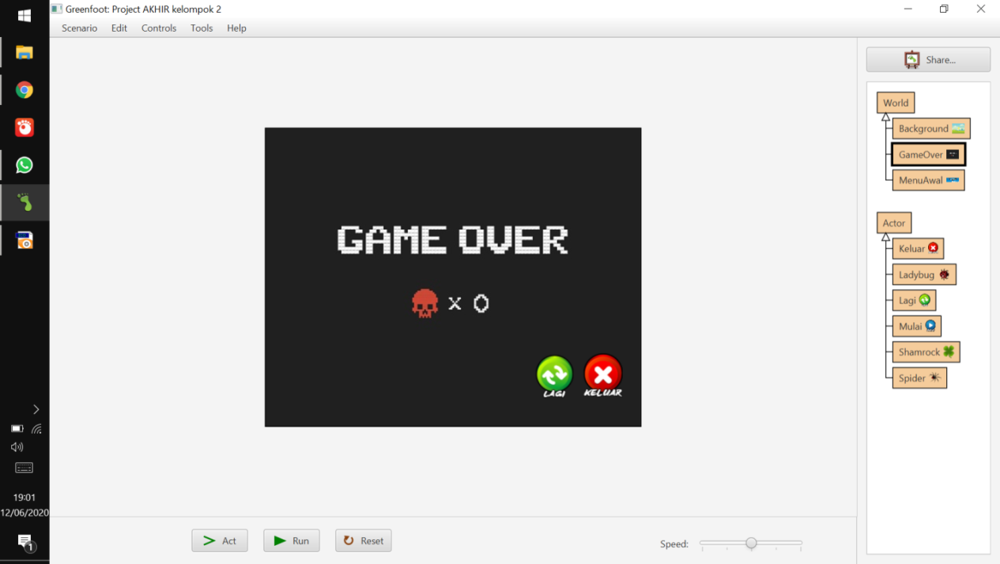 Greenfoot: Project AKHIR kelompok 2
Scenario Edit Controls Tools Help
Share...
World
Background
GameOver
MenuAwal
Actor
Keluar
Ladybug
Lagi
Mulai
Shamrock
Spider
GAME OVER
x 0
LAGI KELUAR
Act Run Reset
Speed:
19:01
12/06/2020
1